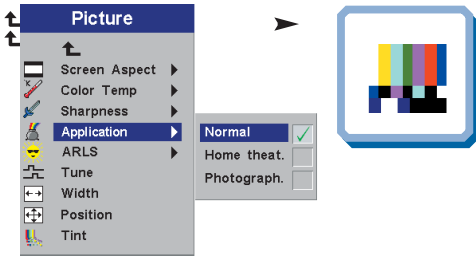 Picture
Screen Aspect
Color Temp
Sharpness
Application
ARLS
Tune
Width
Position
Tint
Normal
Home theat.
Photograph.